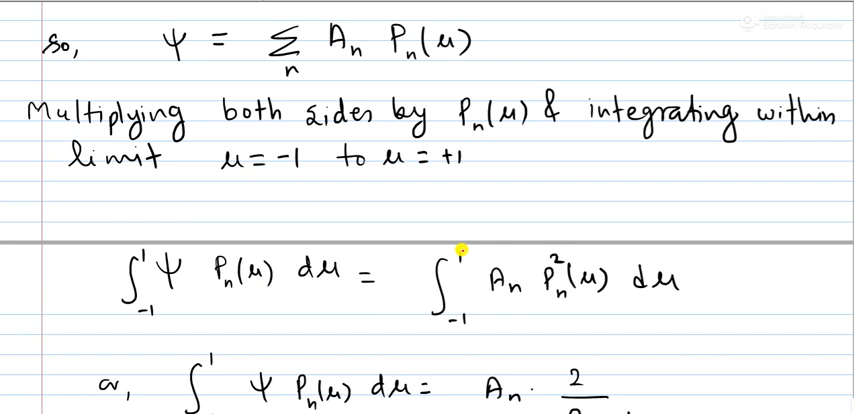 so, Ψ = Σ_n A_n P_n(μ)
Multiplying both sides by P_n(μ) & integrating within
limit μ = -1 to μ = +1
∫_{-1}^{1} Ψ P_n(μ) dμ = ∫_{-1}^{1} A_n P_n^2(μ) dμ
or, ∫^{1} Ψ P_n(μ) dμ = A_n . 2